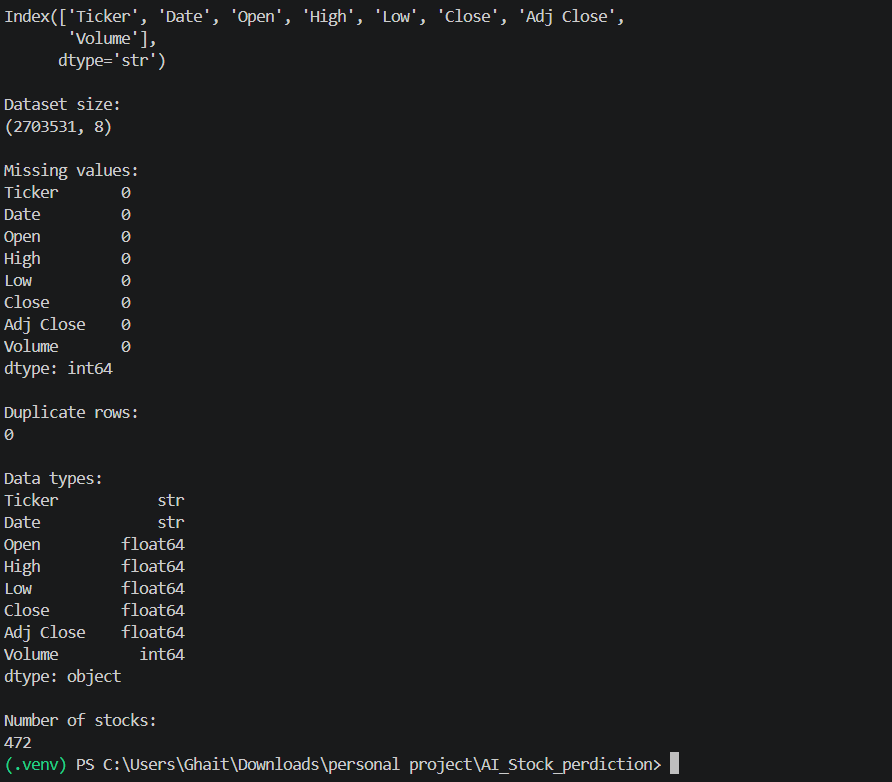 Index(['Ticker', 'Date', 'Open', 'High', 'Low', 'Close', 'Adj Close',
       'Volume'],
      dtype='str')

Dataset size:
(2703531, 8)

Missing values:
Ticker       0
Date         0
Open         0
High         0
Low          0
Close        0
Adj Close    0
Volume       0
dtype: int64

Duplicate rows:
0

Data types:
Ticker           str
Date             str
Open         float64
High         float64
Low          float64
Close        float64
Adj Close    float64
Volume         int64
dtype: object

Number of stocks:
472
(.venv) PS C:\Users\Ghait\Downloads\personal project\AI_Stock_perdiction>